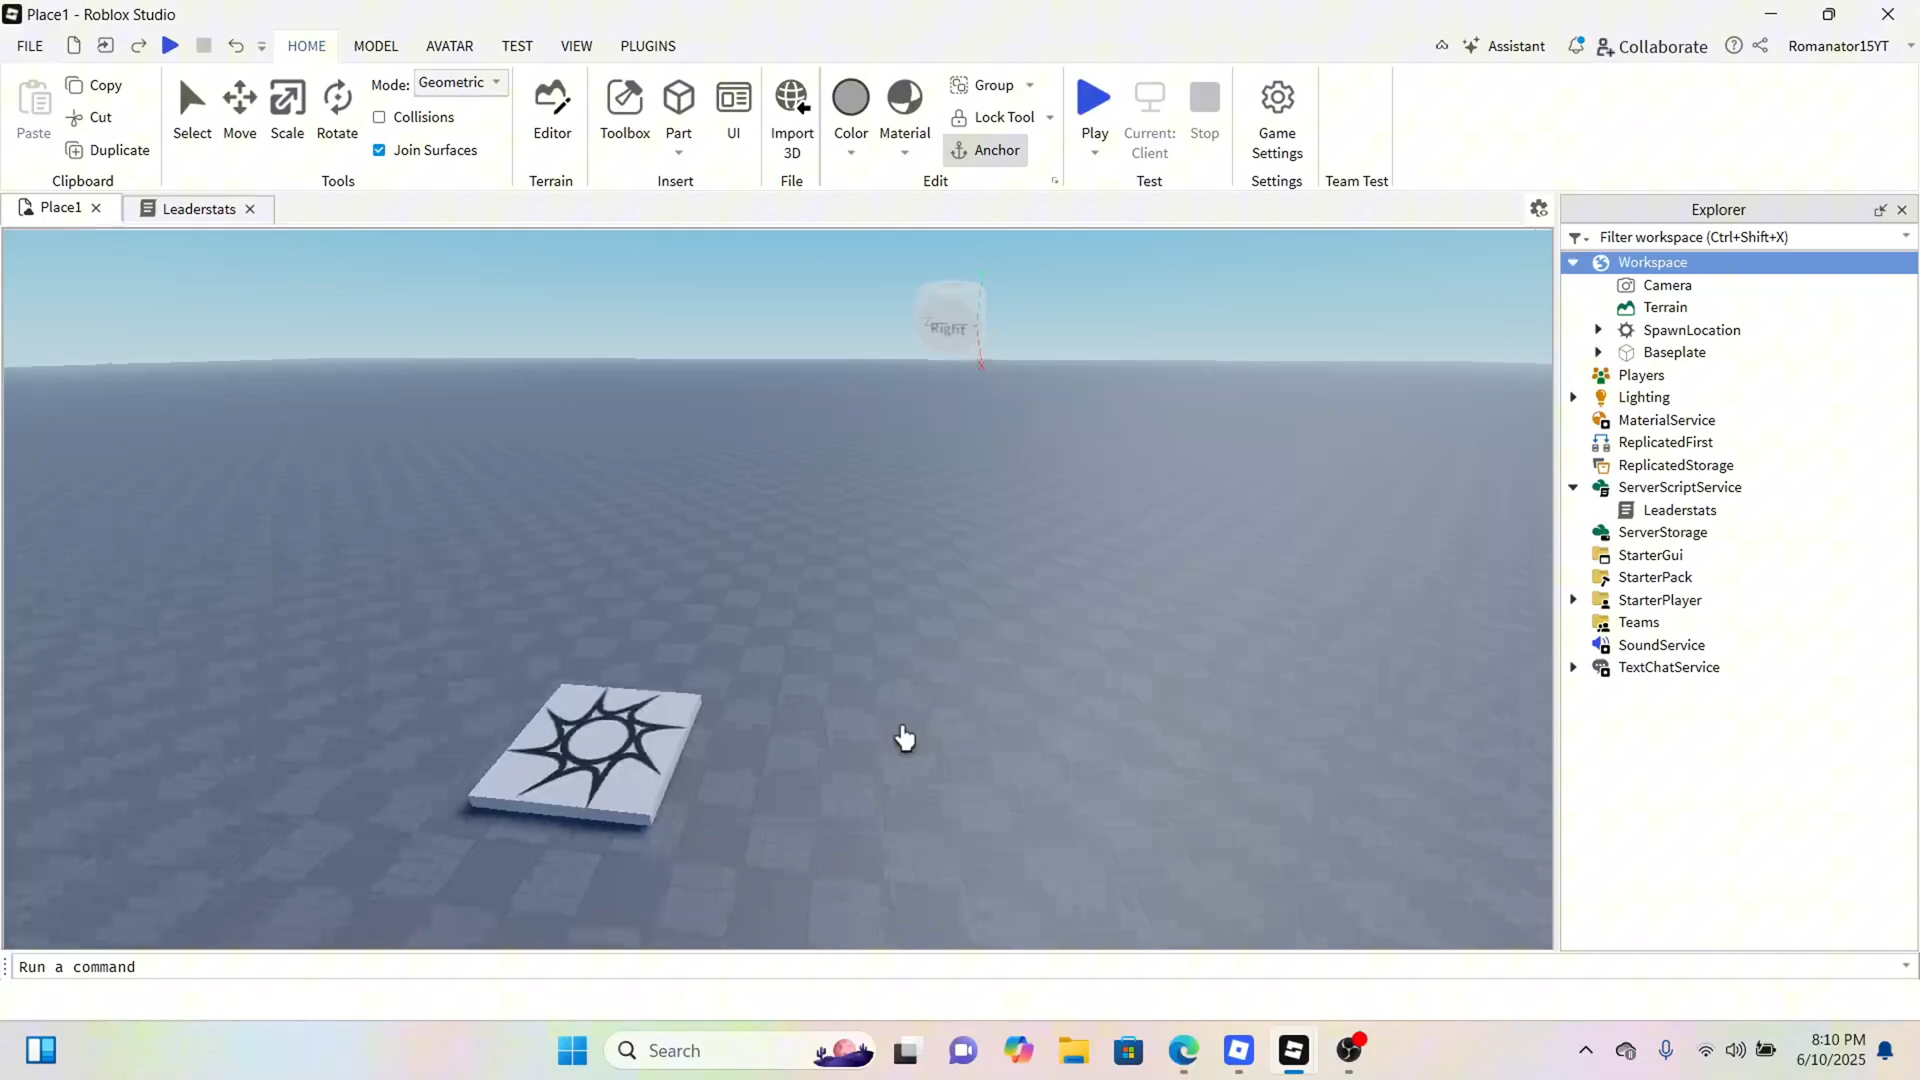 Place1 - Roblox Studio
FILE HOME MODEL AVATAR TEST VIEW PLUGINS Assistant Collaborate Romanator15YT
Paste Copy Cut Duplicate
Clipboard
Select Move Scale Rotate
Mode: Geometric
Collisions
Join Surfaces
Tools
Editor
Terrain
Toolbox Part UI
Insert
Import
3D
File
Color Material
Group
Lock Tool
Anchor
Edit
Play Current:
Client Stop
Test
Game
Settings
Settings
Team Test
Place1 Leaderstats
Explorer
Filter workspace (Ctrl+Shift+X)
Workspace
Camera
Terrain
SpawnLocation
Baseplate
Players
Lighting
MaterialService
ReplicatedFirst
ReplicatedStorage
ServerScriptService
Leaderstats
ServerStorage
StarterGui
StarterPack
StarterPlayer
Teams
SoundService
TextChatService
Z Right
X
Run a command
Search
8:10 PM
6/10/2025